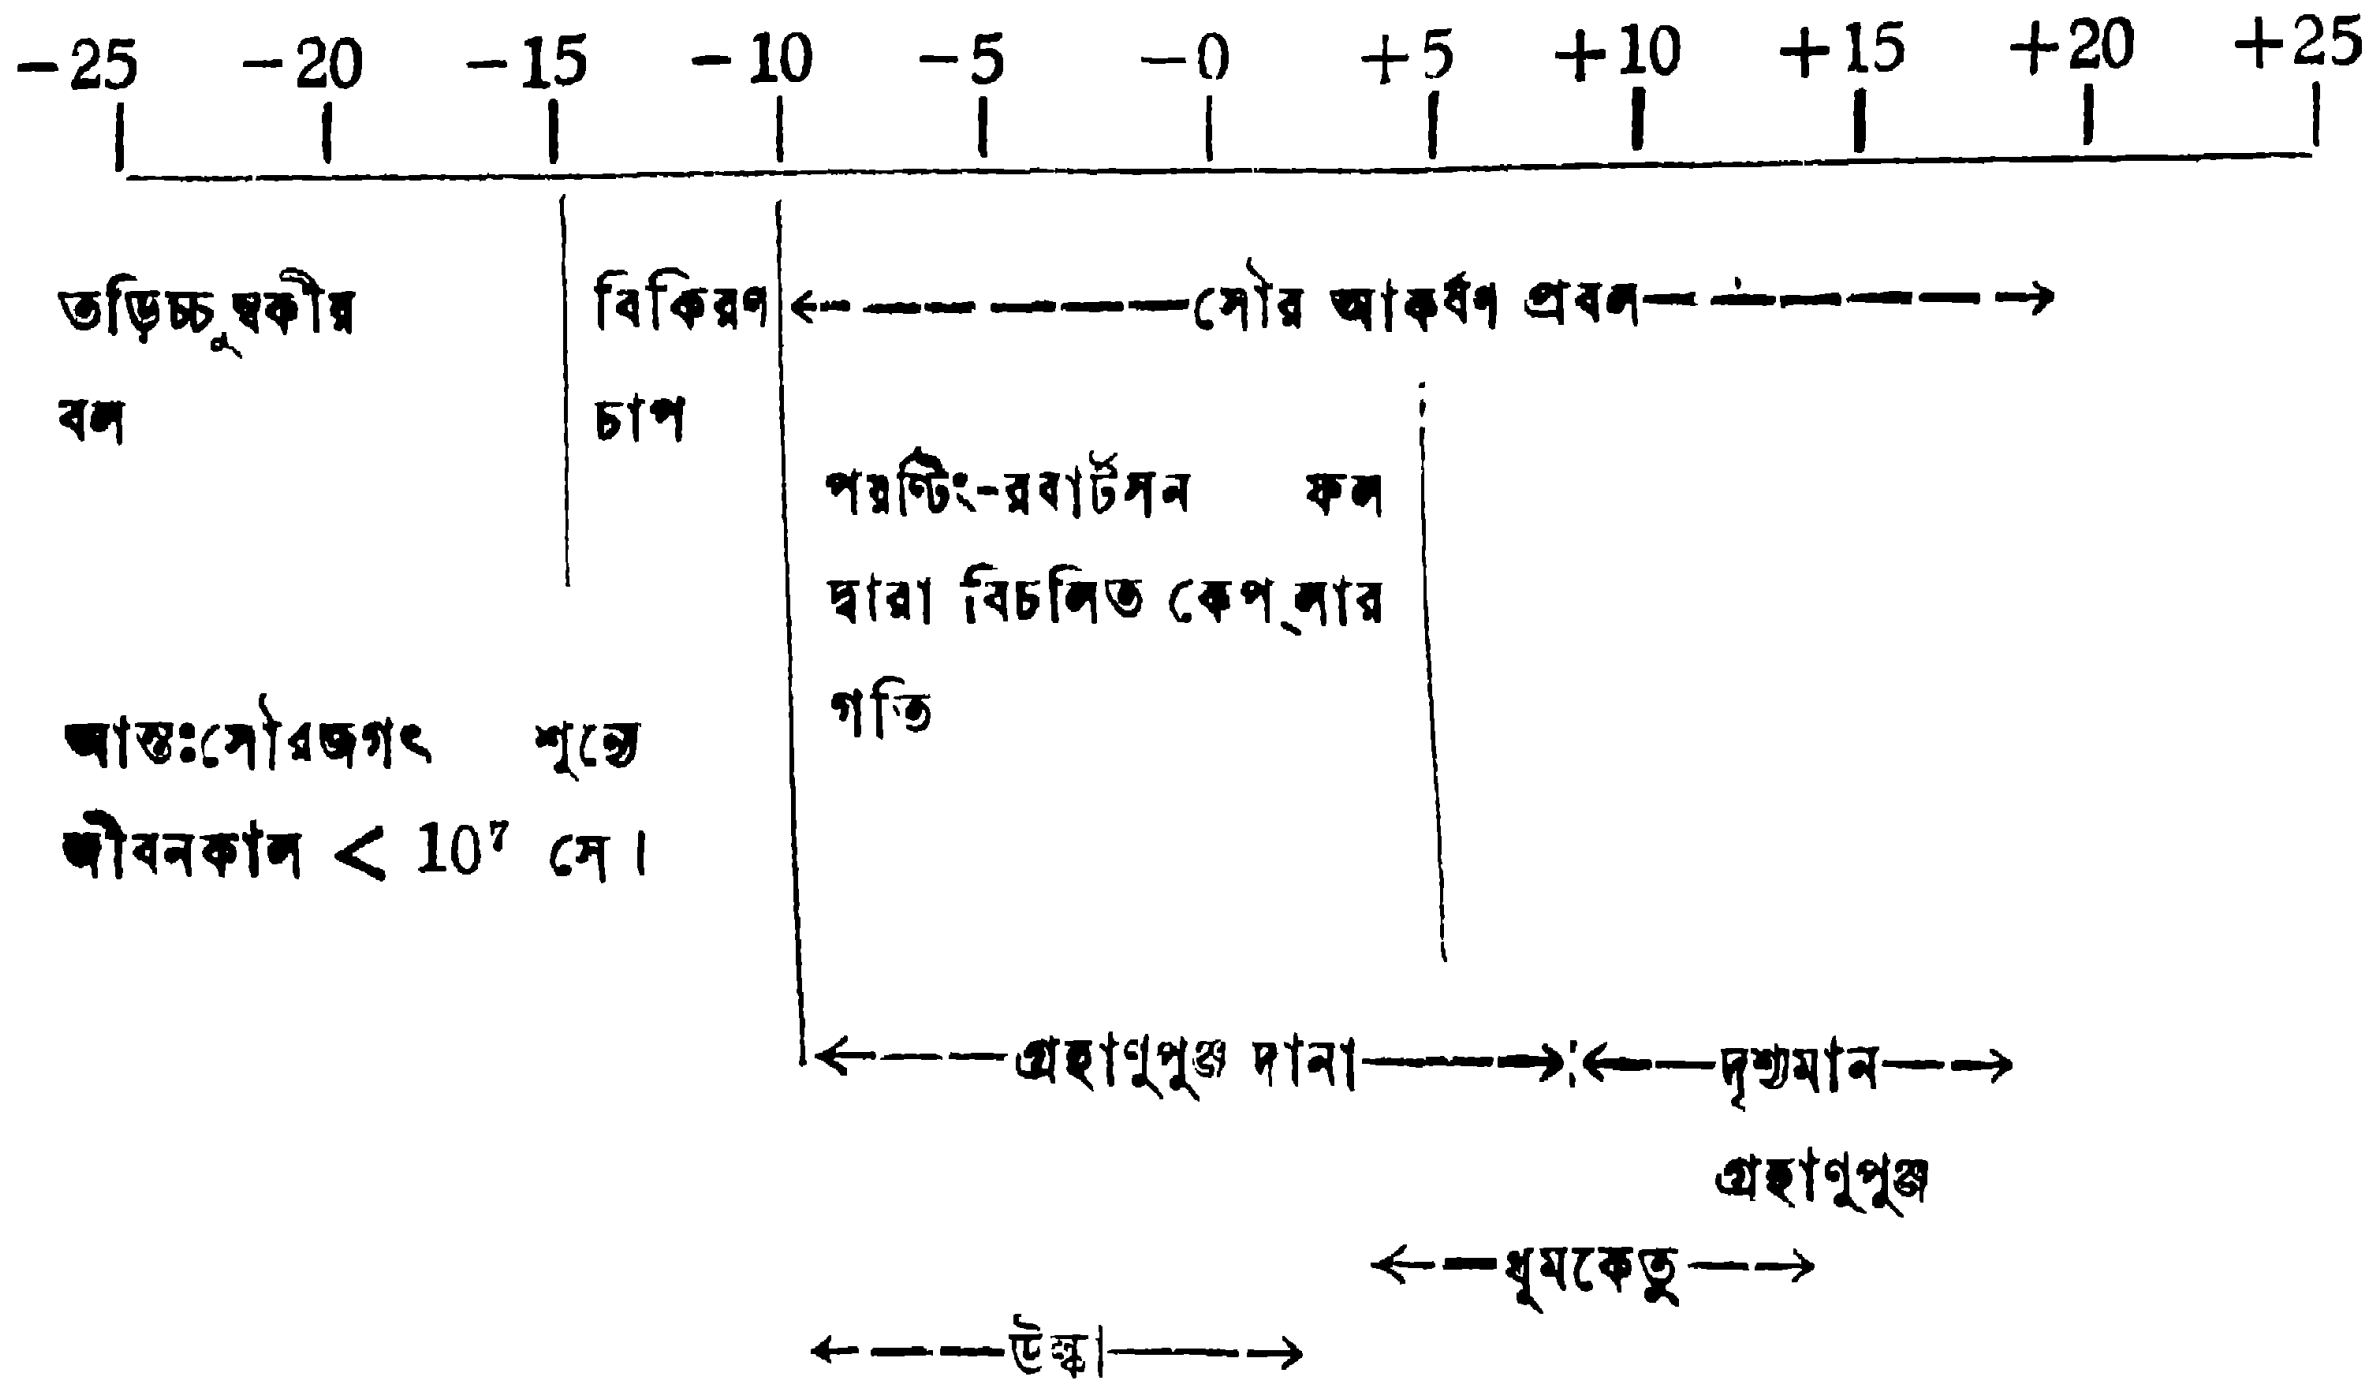 -25 -20 -15 -10 -5 -0 +5 +10 +15 +20 +25
তড়িচ্চুম্বকীয় বিকিরণ সৌর আকর্ষণ প্রবল
বল চাপ
পয়ণ্টিং-রবার্টসন ফল
দ্বারা বিচলিত কেপ্‌লার
গতি
আন্তঃসৌরজগৎ শূন্যে
জীবনকাল < 10⁷ সে।
গ্রহাণুপুঞ্জ দানা দৃশ্যমান
গ্রহাণুপুঞ্জ
ধূমকেতু
উল্কা